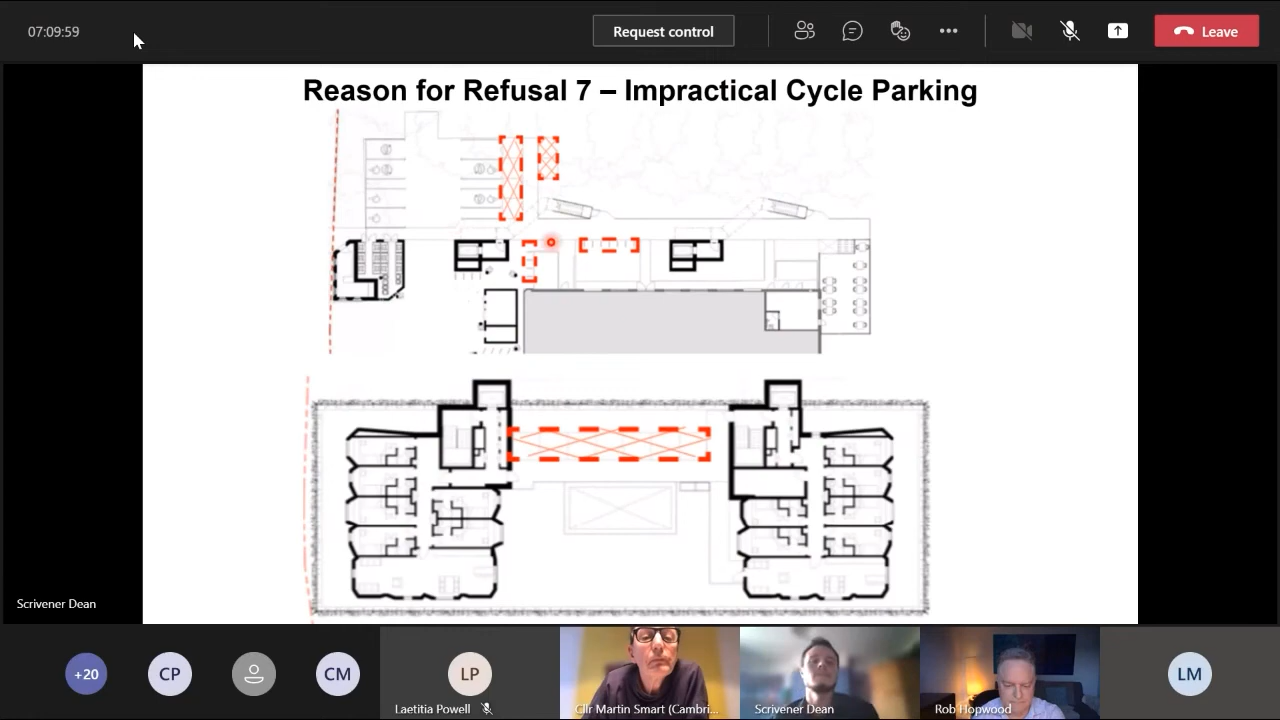 07:09:59
Request control
Leave
Reason for Refusal 7 – Impractical Cycle Parking
Scrivener Dean
+20
CP
CM
LP
LM
Laetitia Powell
Cllr Martin Smart (Cambri...
Scrivener Dean
Rob Hopwood